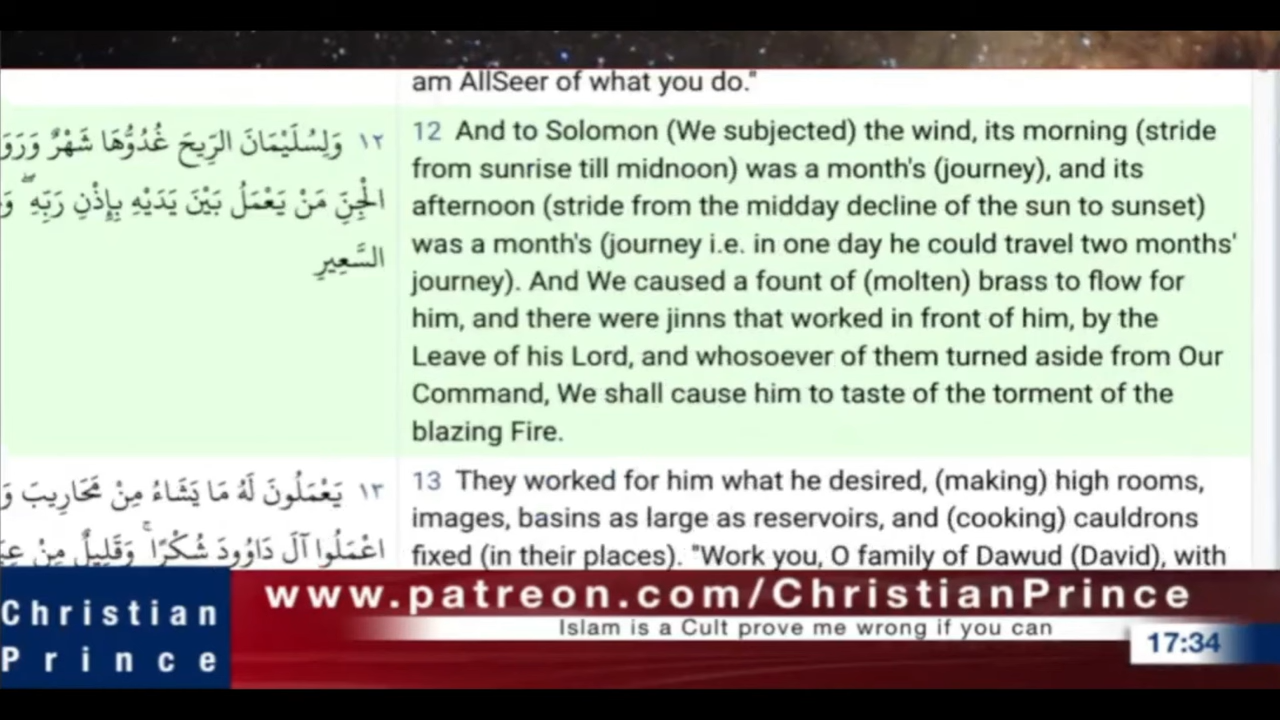 am AllSeer of what you do."
12 And to Solomon (We subjected) the wind, its morning (stride
from sunrise till midnoon) was a month's (journey), and its
afternoon (stride from the midday decline of the sun to sunset)
was a month's (journey i.e. in one day he could travel two months'
journey). And We caused a fount of (molten) brass to flow for
him, and there were jinns that worked in front of him, by the
Leave of his Lord, and whosoever of them turned aside from Our
Command, We shall cause him to taste of the torment of the
blazing Fire.
١٢ وَلِسُلَيْمَانَ الرِّيحَ غُدُوُّهَا شَهْرٌ
الْجِنِّ مَنْ يَعْمَلُ بَيْنَ يَدَيْهِ بِإِذْنِ رَبِّهِ ۖ
السَّعِيرِ
13 They worked for him what he desired, (making) high rooms,
images, basins as large as reservoirs, and (cooking) cauldrons
fixed (in their places). "Work you, O family of Dawud (David), with
١٣ يَعْمَلُونَ لَهُ مَا يَشَاءُ مِنْ مَحَارِيبَ
اعْمَلُوا آلَ دَاوُودَ شُكْرًا ۚ وَقَلِيلٌ مِنْ
www.patreon.com/ChristianPrince
Islam is a Cult prove me wrong if you can
Christian
Prince
17:34